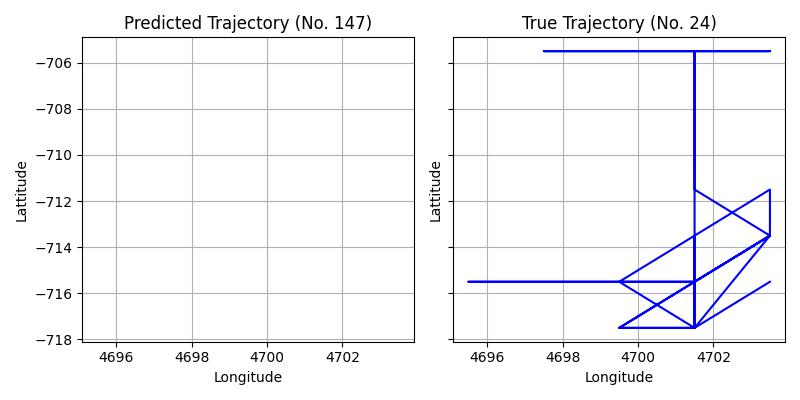 Predicted Trajectory (No. 147)
True Trajectory (No. 24)
Lattitude
−706
−708
−710
−712
−714
−716
−718
4696
4698
4700
4702
Longitude
Lattitude
4696
4698
4700
4702
Longitude